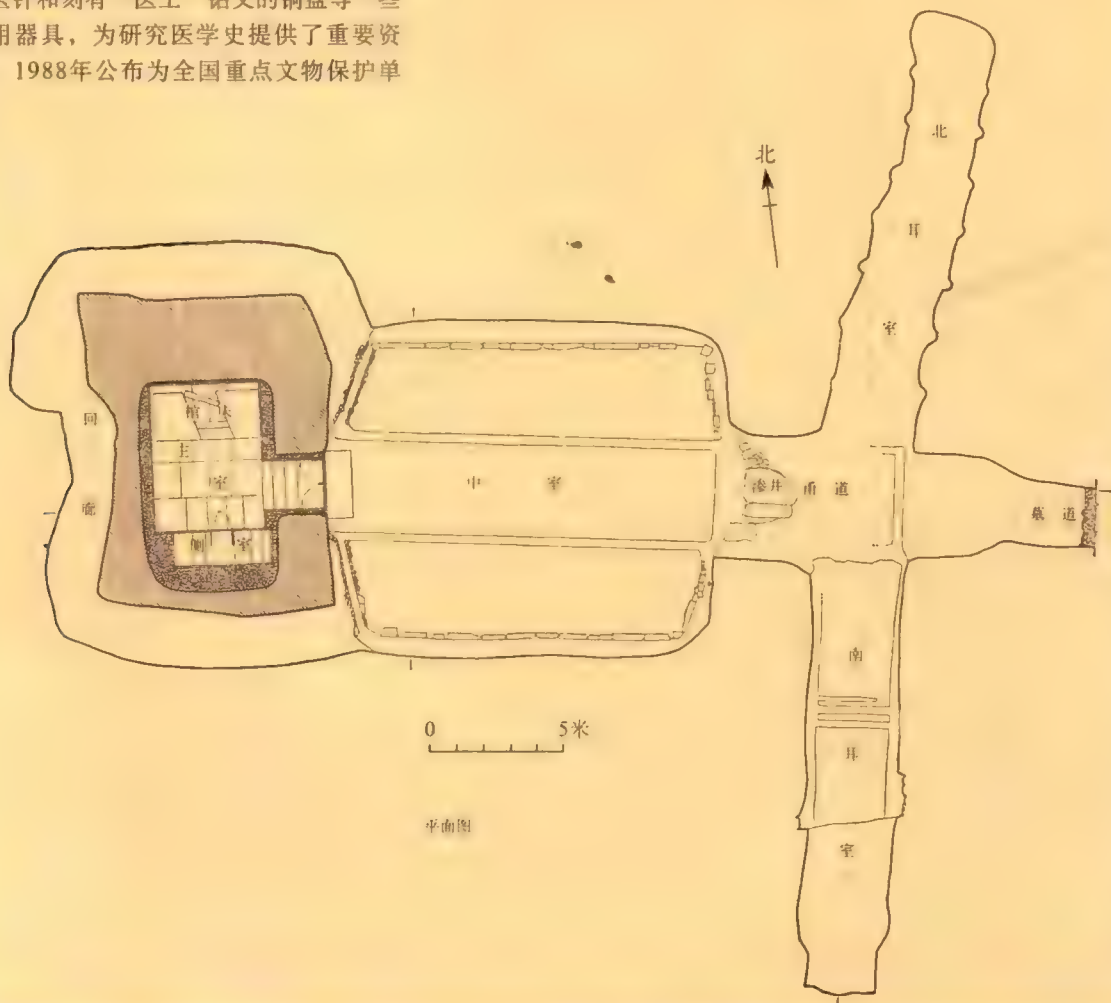 医针和刻有"医工"铭文的铜盆等一些
用器具，为研究医学史提供了重要资
1988年公布为全国重点文物保护单
北
北
耳
室
回
廊
棺 床
主
室
侧 室
中 室
渗井 甬道
墓道
南
耳
室
0 5米
平面图